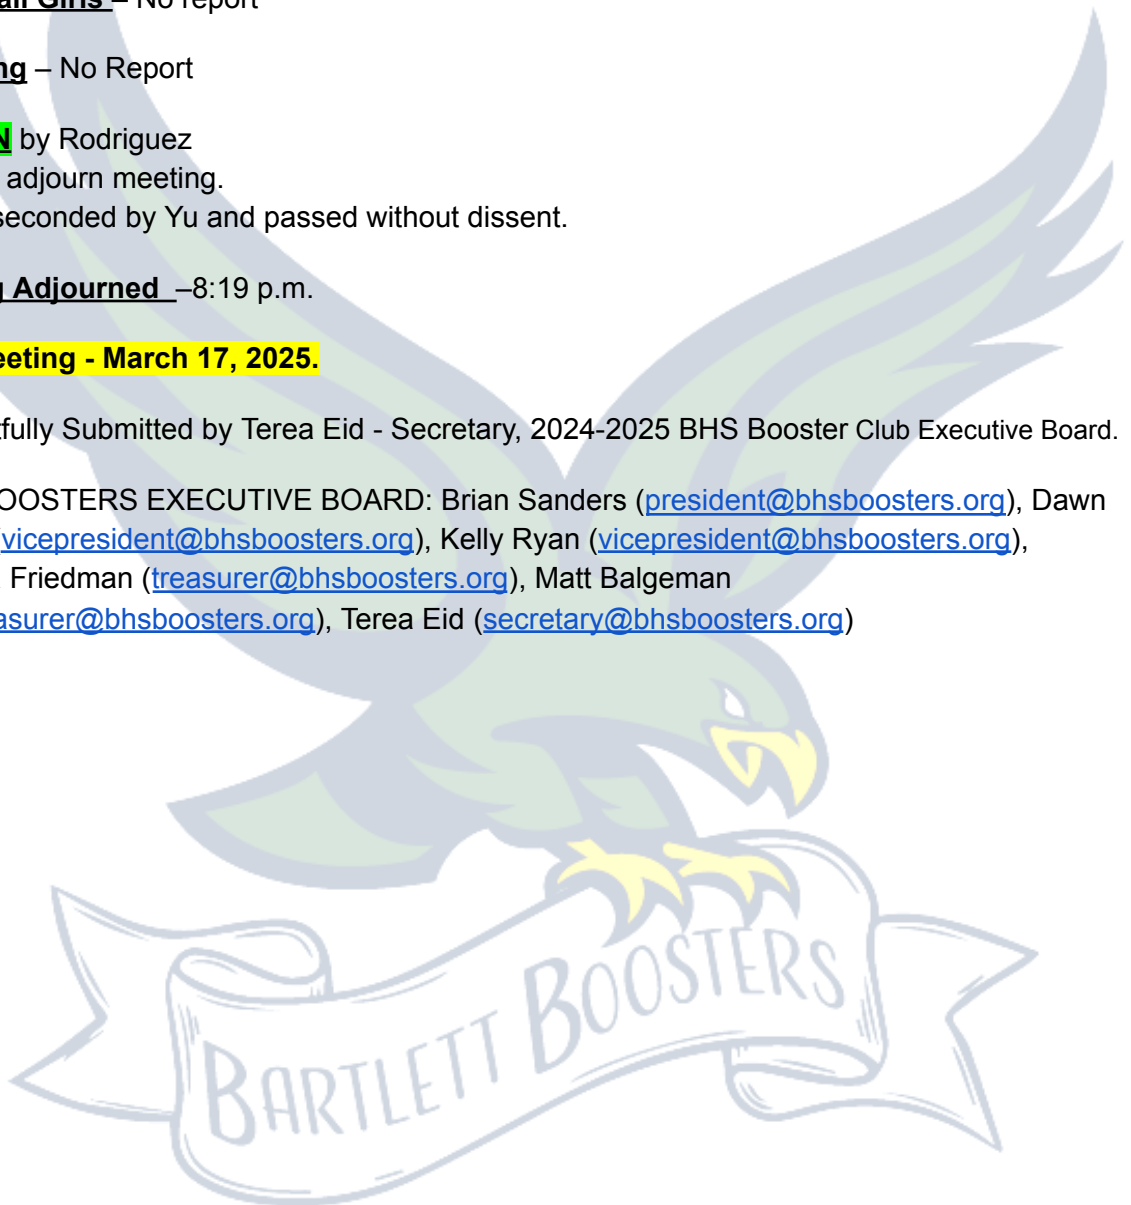 all Girls – No report
ng – No Report
N by Rodriguez
adjourn meeting.
seconded by Yu and passed without dissent.
g Adjourned –8:19 p.m.
eeting - March 17, 2025.
tfully Submitted by Terea Eid - Secretary, 2024-2025 BHS Booster Club Executive Board.
OOSTERS EXECUTIVE BOARD: Brian Sanders (president@bhsboosters.org), Dawn
vicepresident@bhsboosters.org), Kelly Ryan (vicepresident@bhsboosters.org),
Friedman (treasurer@bhsboosters.org), Matt Balgeman
asurer@bhsboosters.org), Terea Eid (secretary@bhsboosters.org)
BARTLETT BOOSTERS